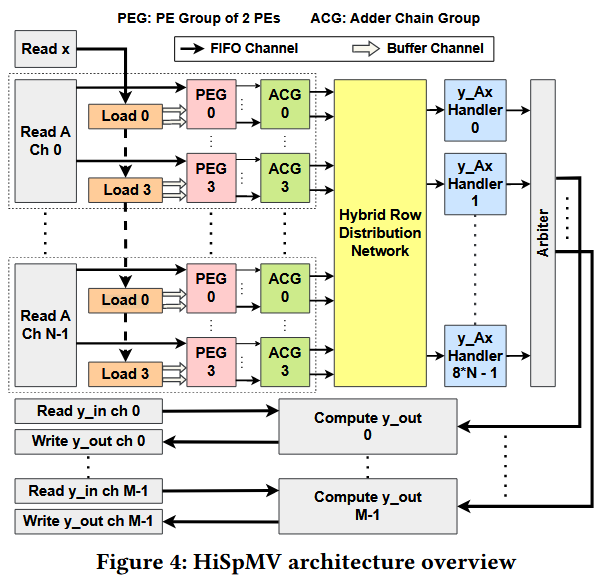 PEG: PE Group of 2 PEs
ACG: Adder Chain Group
Read x
FIFO Channel
Buffer Channel
Read A
Ch 0
Load 0
PEG
0
ACG
0
Load 3
PEG
3
ACG
3
Read A
Ch N-1
Load 0
PEG
0
ACG
0
Load 3
PEG
3
ACG
3
Hybrid Row
Distribution
Network
y_Ax
Handler
0
y_Ax
Handler
1
y_Ax
Handler
8*N - 1
Arbiter
Read y_in ch 0
Write y_out ch 0
Compute y_out
0
Read y_in ch M-1
Write y_out ch M-1
Compute y_out
M-1
Figure 4: HiSpMV architecture overview